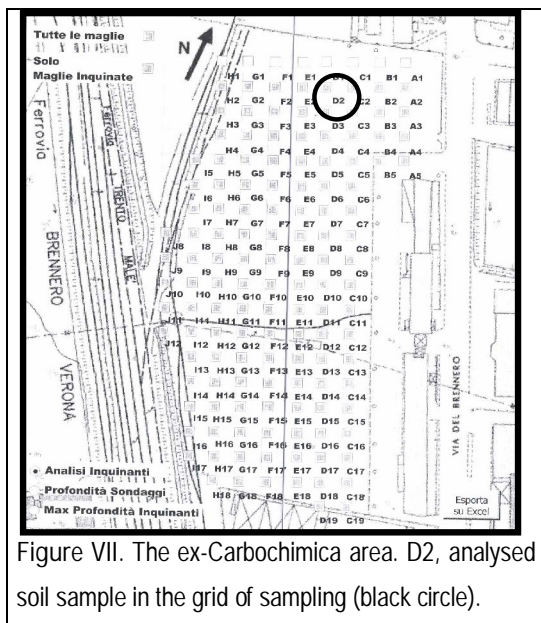 Tutte le maglie
Solo
Maglie Inquinate
N
H1 G1 F1 E1 D1 C1 B1 A1
H2 G2 F2 E2 D2 C2 B2 A2
H3 G3 F3 E3 D3 C3 B3 A3
H4 G4 F4 E4 D4 C4 B4 A4
I5 H5 G5 F5 E5 D5 C5 B5 A5
I6 H6 G6 F6 E6 D6 C6
I7 H7 G7 F7 E7 D7 C7
J8 I8 H8 G8 F8 E8 D8 C8
J9 I9 H9 G9 F9 E9 D9 C9
J10 I10 H10 G10 F10 E10 D10 C10
J11 I11 H11 G11 F11 E11 D11 C11
J12 I12 H12 G12 F12 E12 D12 C12
I13 H13 G13 F13 E13 D13 C13
I14 H14 G14 F14 E14 D14 C14
I15 H15 G15 F15 E15 D15 C15
I16 H16 G16 F16 E16 D16 C16
I17 H17 G17 F17 E17 D17 C17
H18 G18 F18 E18 D18 C18
D19 C19
Ferrovia
BRENNERO
VERONA
Ferrovia
TRENTO
MALE
VIA DEL BRENNERO
Analisi Inquinanti
Profondità Sondaggi
Max Profondità Inquinanti
Esporta
su Excel
Figure VII. The ex-Carbochimica area. D2, analysed
soil sample in the grid of sampling (black circle).